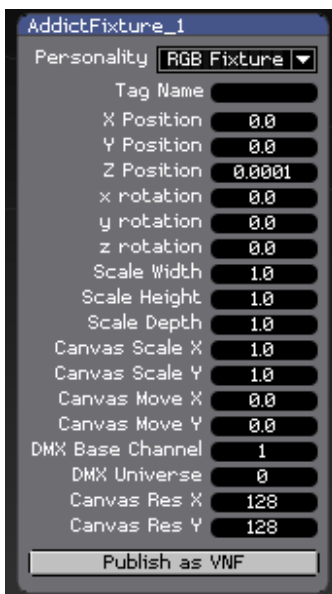 AddictFixture_1
Personality RGB Fixture
Tag Name
X Position 0.0
Y Position 0.0
Z Position 0.0001
x rotation 0.0
y rotation 0.0
z rotation 0.0
Scale Width 1.0
Scale Height 1.0
Scale Depth 1.0
Canvas Scale X 1.0
Canvas Scale Y 1.0
Canvas Move X 0.0
Canvas Move Y 0.0
DMX Base Channel 1
DMX Universe 0
Canvas Res X 128
Canvas Res Y 128
Publish as VNF